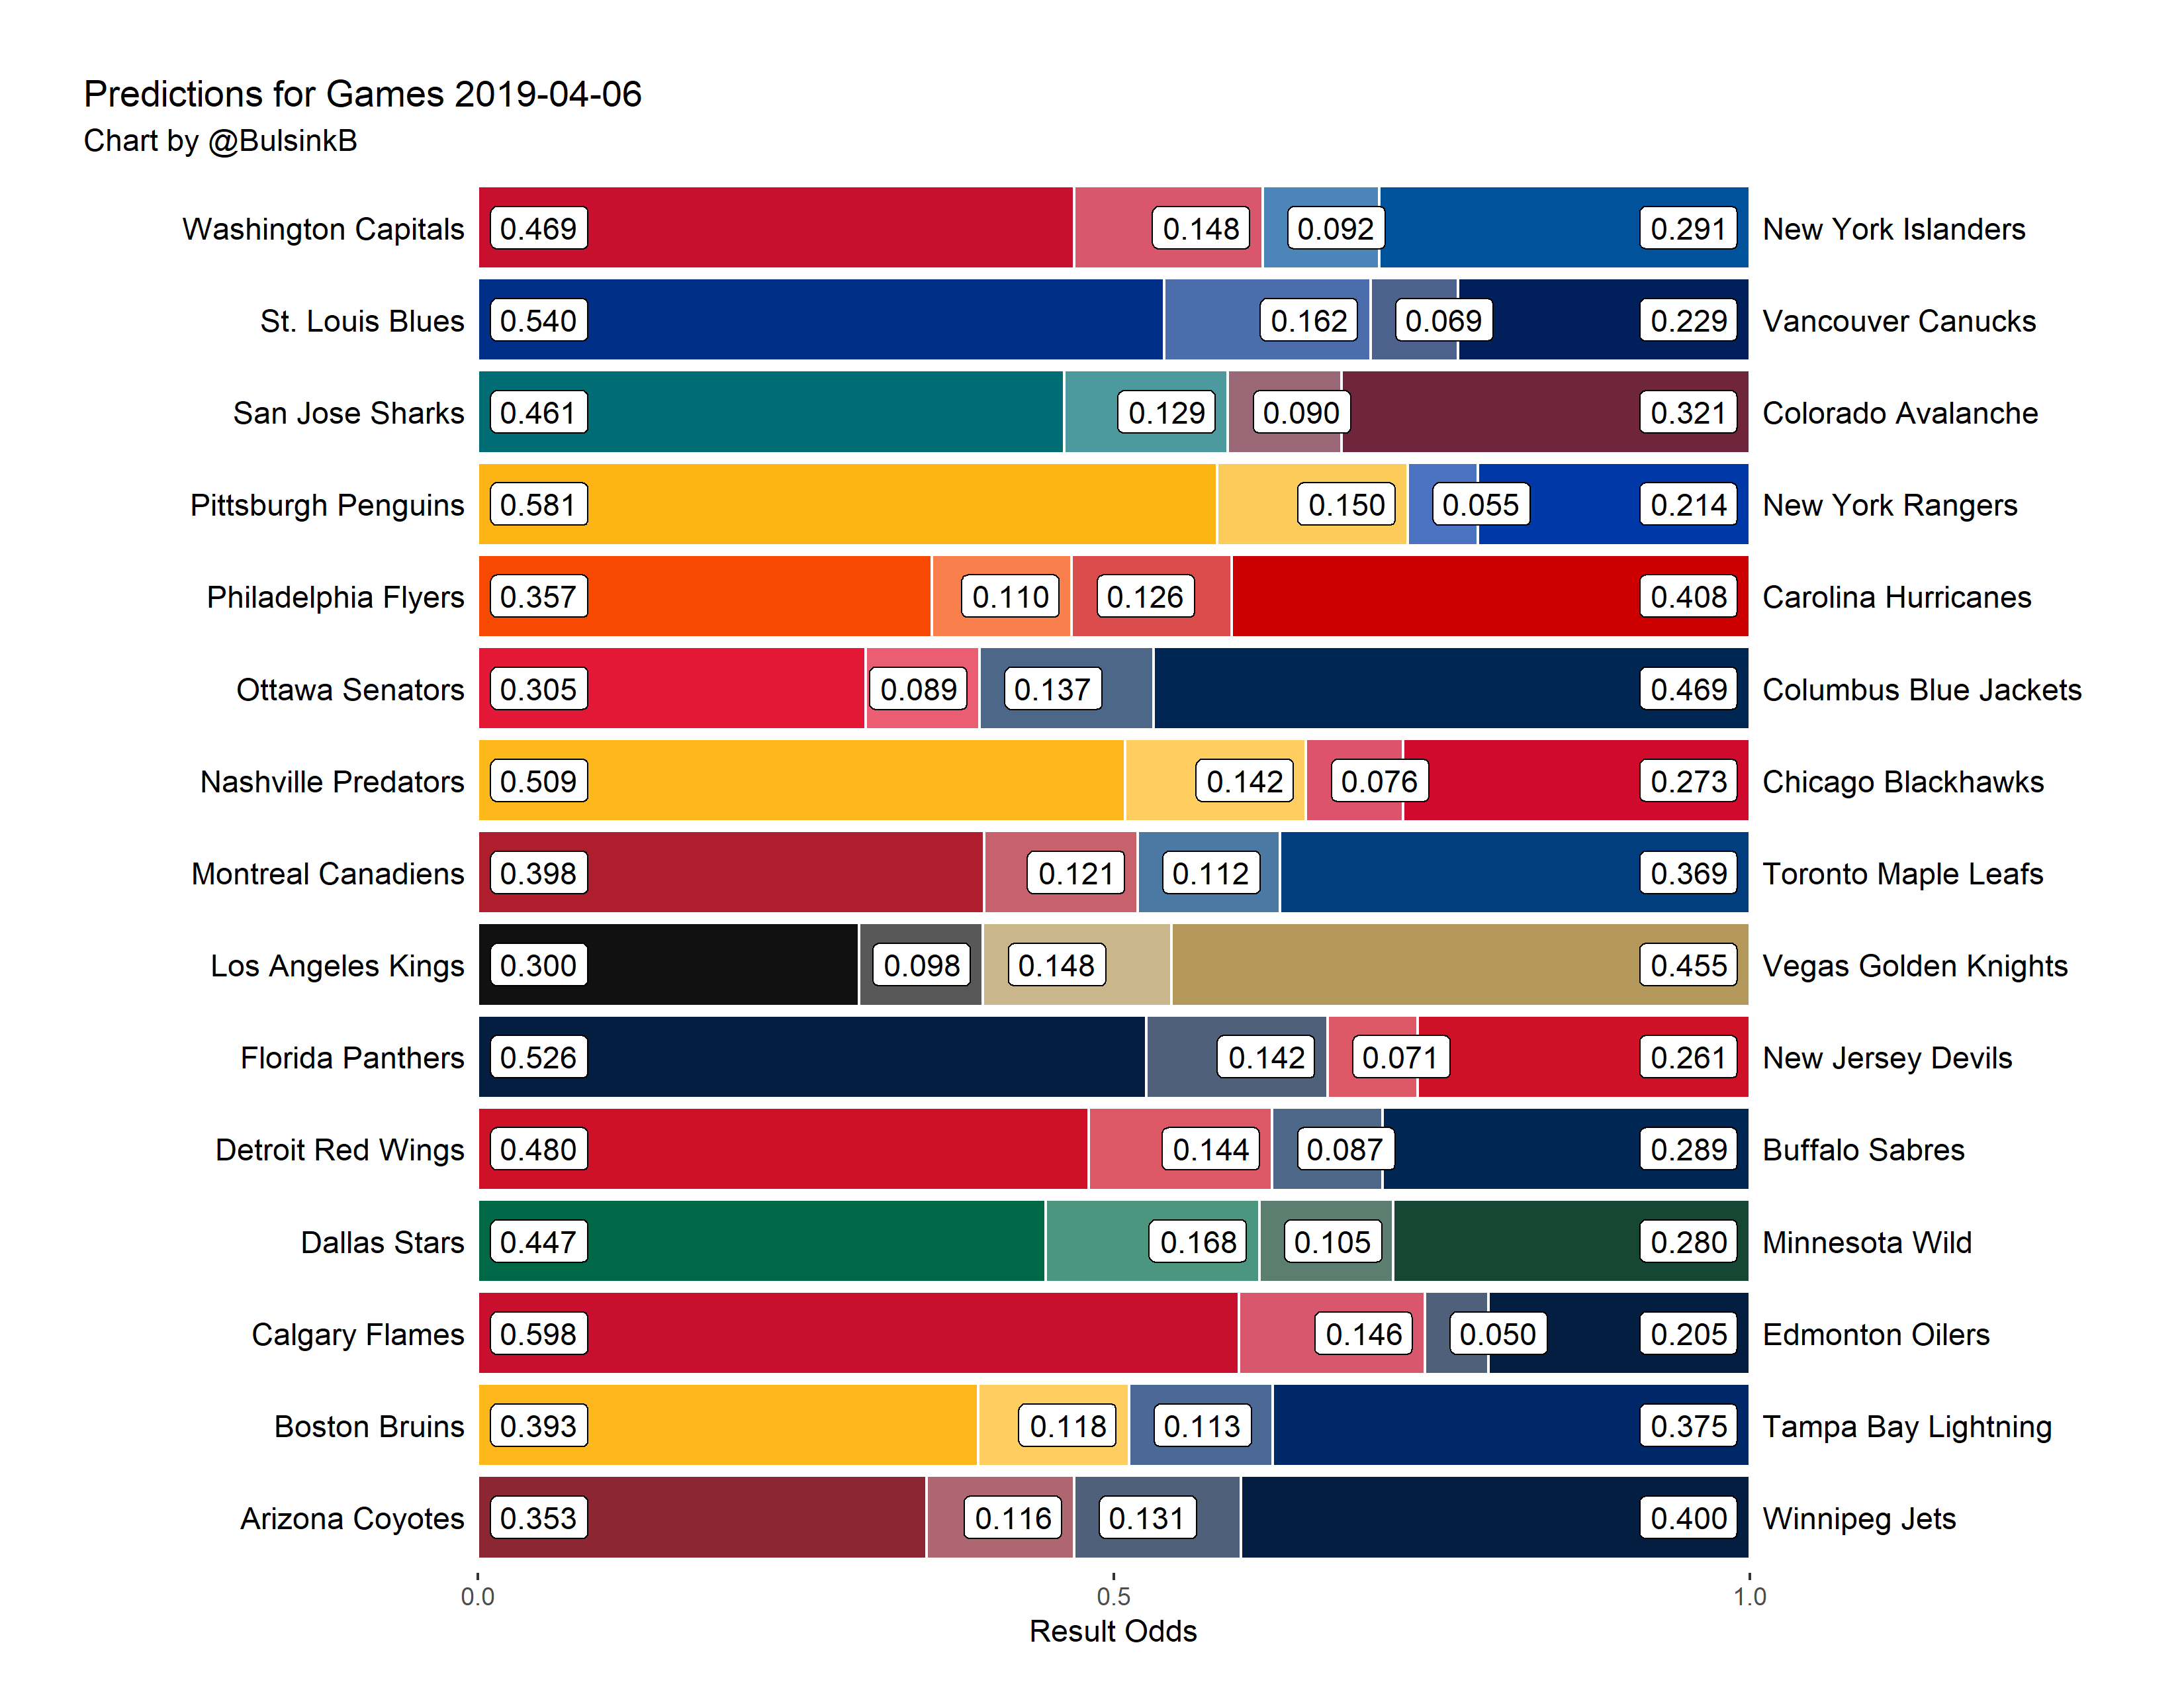 Predictions for Games 2019-04-06
Chart by @BulsinkB
Washington Capitals 0.469 0.148 0.092 0.291 New York Islanders
St. Louis Blues 0.540 0.162 0.069 0.229 Vancouver Canucks
San Jose Sharks 0.461 0.129 0.090 0.321 Colorado Avalanche
Pittsburgh Penguins 0.581 0.150 0.055 0.214 New York Rangers
Philadelphia Flyers 0.357 0.110 0.126 0.408 Carolina Hurricanes
Ottawa Senators 0.305 0.089 0.137 0.469 Columbus Blue Jackets
Nashville Predators 0.509 0.142 0.076 0.273 Chicago Blackhawks
Montreal Canadiens 0.398 0.121 0.112 0.369 Toronto Maple Leafs
Los Angeles Kings 0.300 0.098 0.148 0.455 Vegas Golden Knights
Florida Panthers 0.526 0.142 0.071 0.261 New Jersey Devils
Detroit Red Wings 0.480 0.144 0.087 0.289 Buffalo Sabres
Dallas Stars 0.447 0.168 0.105 0.280 Minnesota Wild
Calgary Flames 0.598 0.146 0.050 0.205 Edmonton Oilers
Boston Bruins 0.393 0.118 0.113 0.375 Tampa Bay Lightning
Arizona Coyotes 0.353 0.116 0.131 0.400 Winnipeg Jets
0.0 0.5 1.0
Result Odds